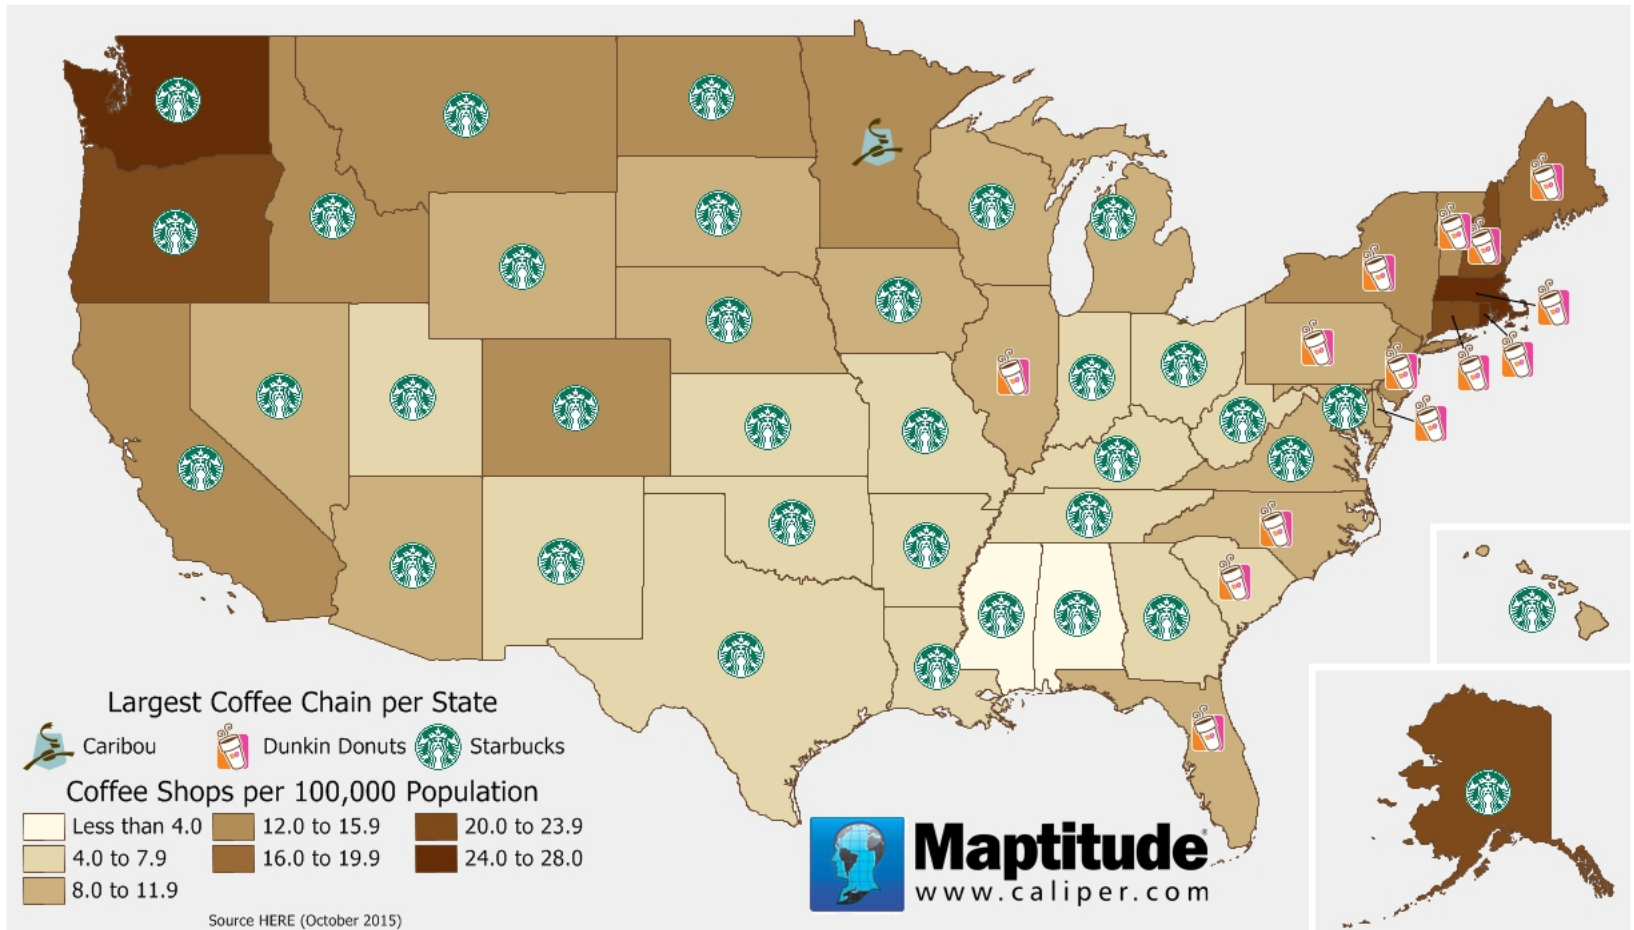 Largest Coffee Chain per State
Caribou Dunkin Donuts Starbucks
Coffee Shops per 100,000 Population
Less than 4.0 12.0 to 15.9 20.0 to 23.9
4.0 to 7.9 16.0 to 19.9 24.0 to 28.0
8.0 to 11.9
Source HERE (October 2015)
Maptitude
www.caliper.com